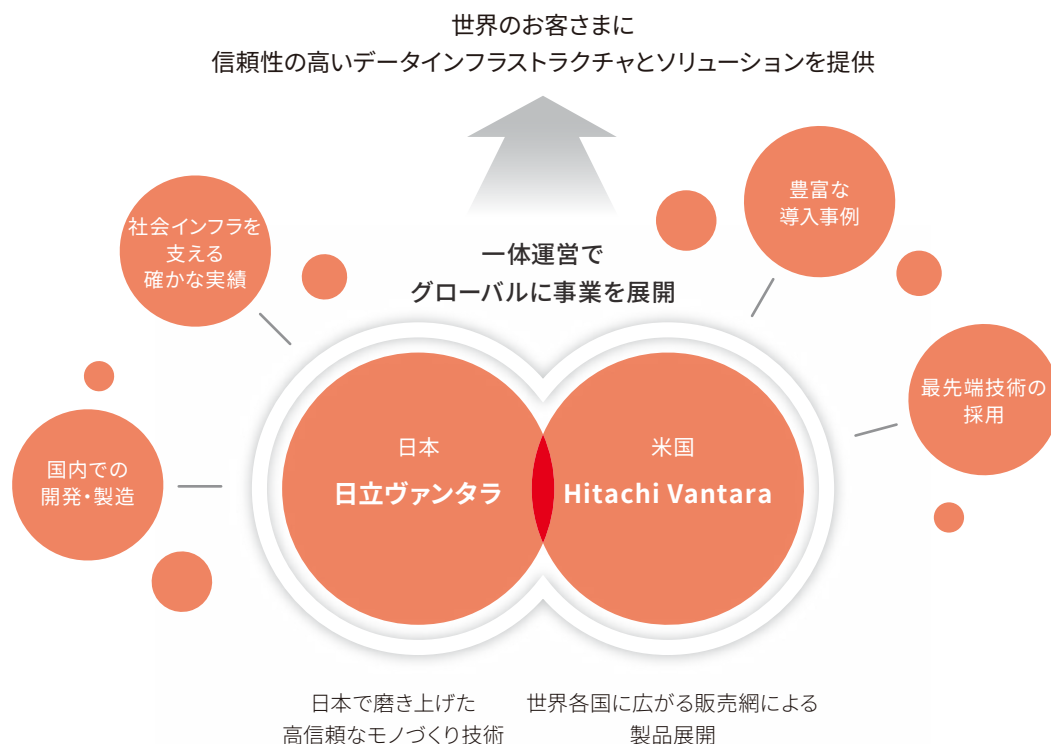 世界のお客さまに
信頼性の高いデータインフラストラクチャとソリューションを提供
豊富な
導入事例
社会インフラを
支える
確かな実績
一体運営で
グローバルに事業を展開
最先端技術の
採用
国内での
開発・製造
日本
日立ヴァンタラ
米国
Hitachi Vantara
日本で磨き上げた
高信頼なモノづくり技術
世界各国に広がる販売網による
製品展開